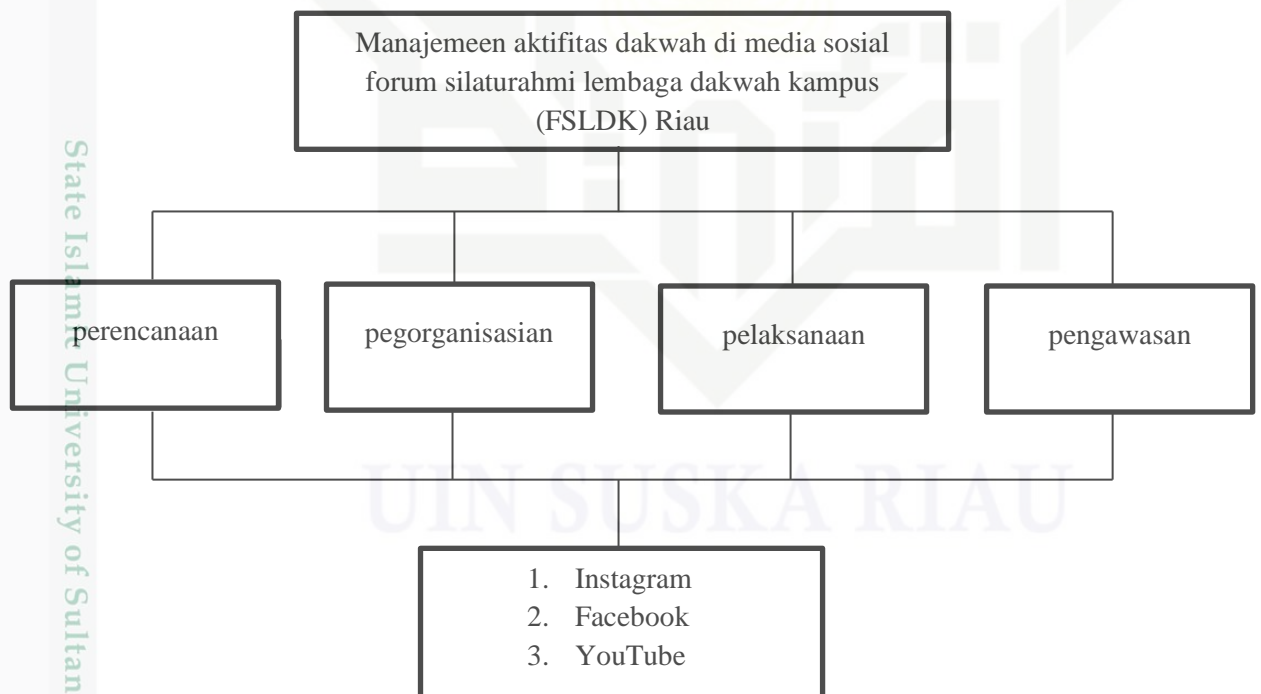 Manajemeen aktifitas dakwah di media sosial
forum silaturahmi lembaga dakwah kampus
(FSLDK) Riau
perencanaan
pegorganisasian
pelaksanaan
pengawasan
1. Instagram
2. Facebook
3. YouTube
UIN SUSKA RIAU
State Islamic University of Sultan